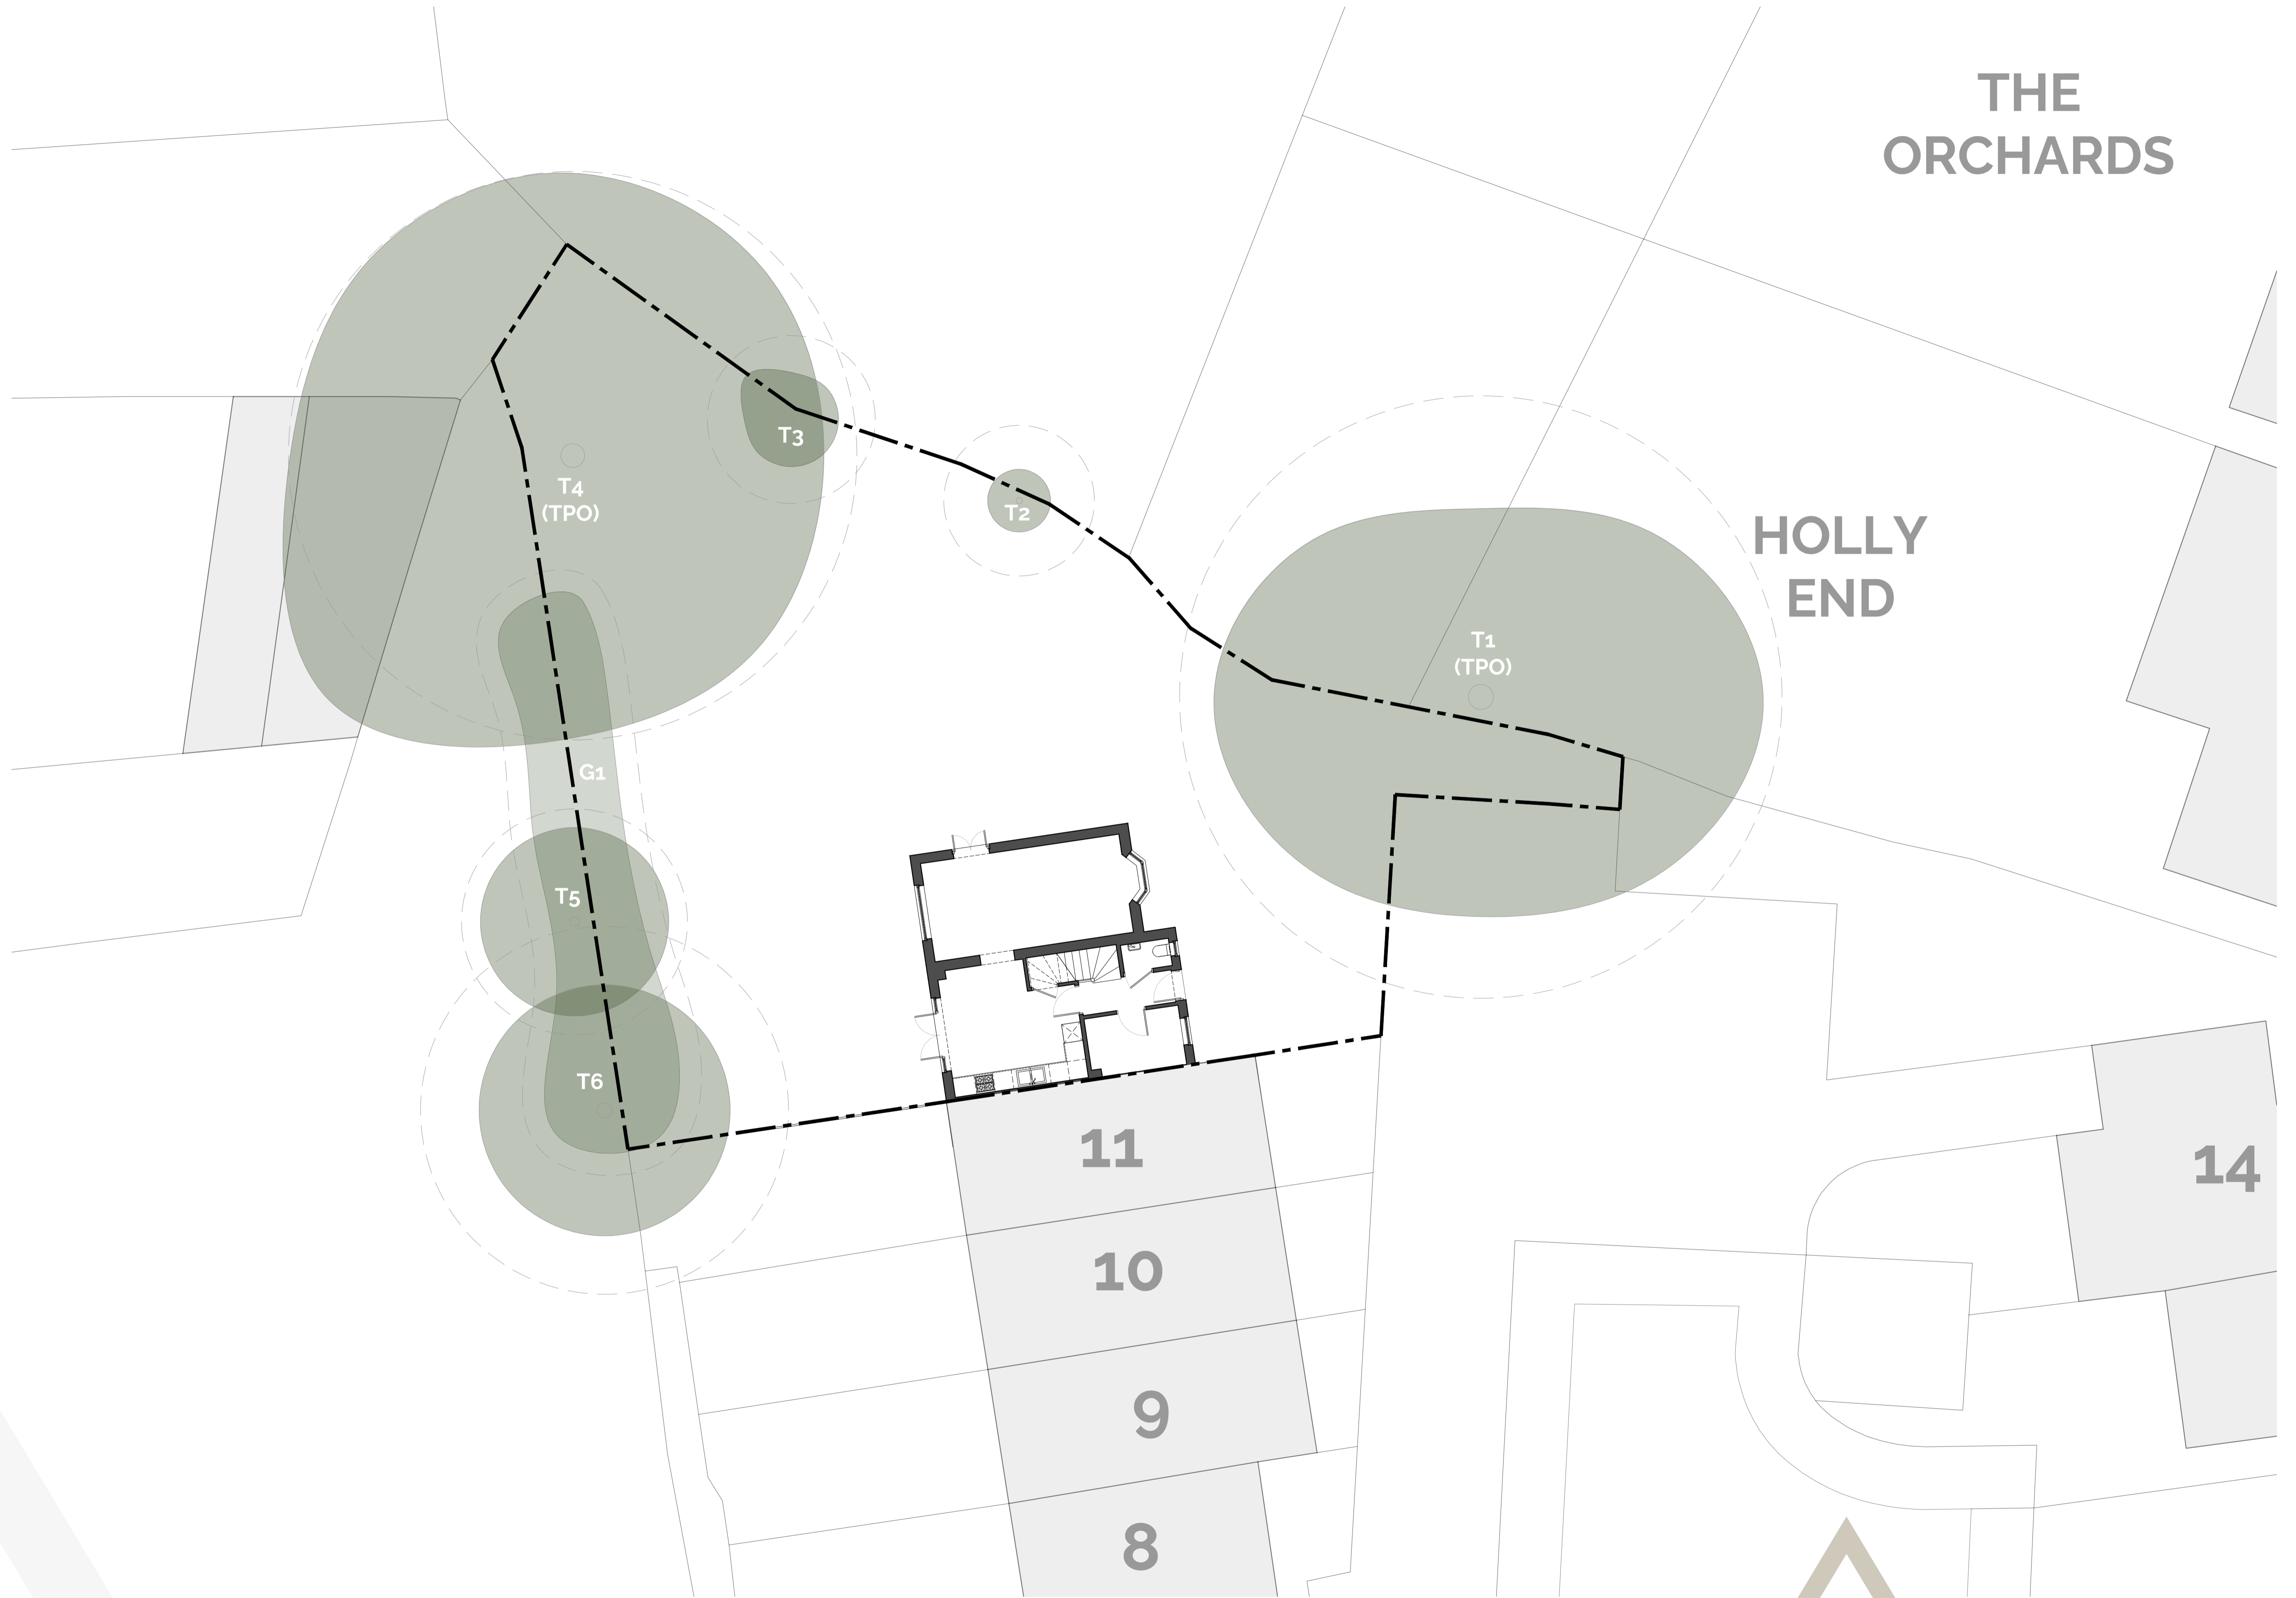 THE
ORCHARDS
T3
T4
(TPO)
T2
HOLLY
END
T1
(TPO)
G1
T5
T6
11
10
9
8
14